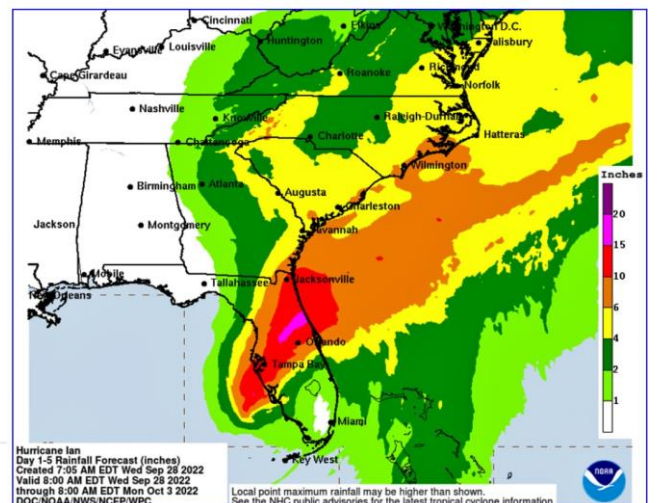 Cincinnati
Elkins
Washington D.C.
Evansville
Louisville
Huntington
Salisbury
Cape Girardeau
Roanoke
Richmond
Norfolk
Nashville
Knoxville
Raleigh-Durham
Memphis
Chattanooga
Charlotte
Hatteras
Wilmington
Inches
Birmingham
Atlanta
Augusta
Charleston
20
Jackson
Montgomery
Savannah
15
Mobile
Tallahassee
Jacksonville
10
New Orleans
6
Orlando
4
Tampa Bay
2
1
Miami
Key West
Hurricane Ian
Day 1-5 Rainfall Forecast (inches)
Created 7:05 AM EDT Wed Sep 28 2022
Valid 8:00 AM EDT Wed Sep 28 2022
through 8:00 AM EDT Mon Oct 3 2022
DOC/NOAA/NWS/NCEP/WPC
Local point maximum rainfall may be higher than shown.
See the NHC public advisories for the latest tropical cyclone information
NOAA